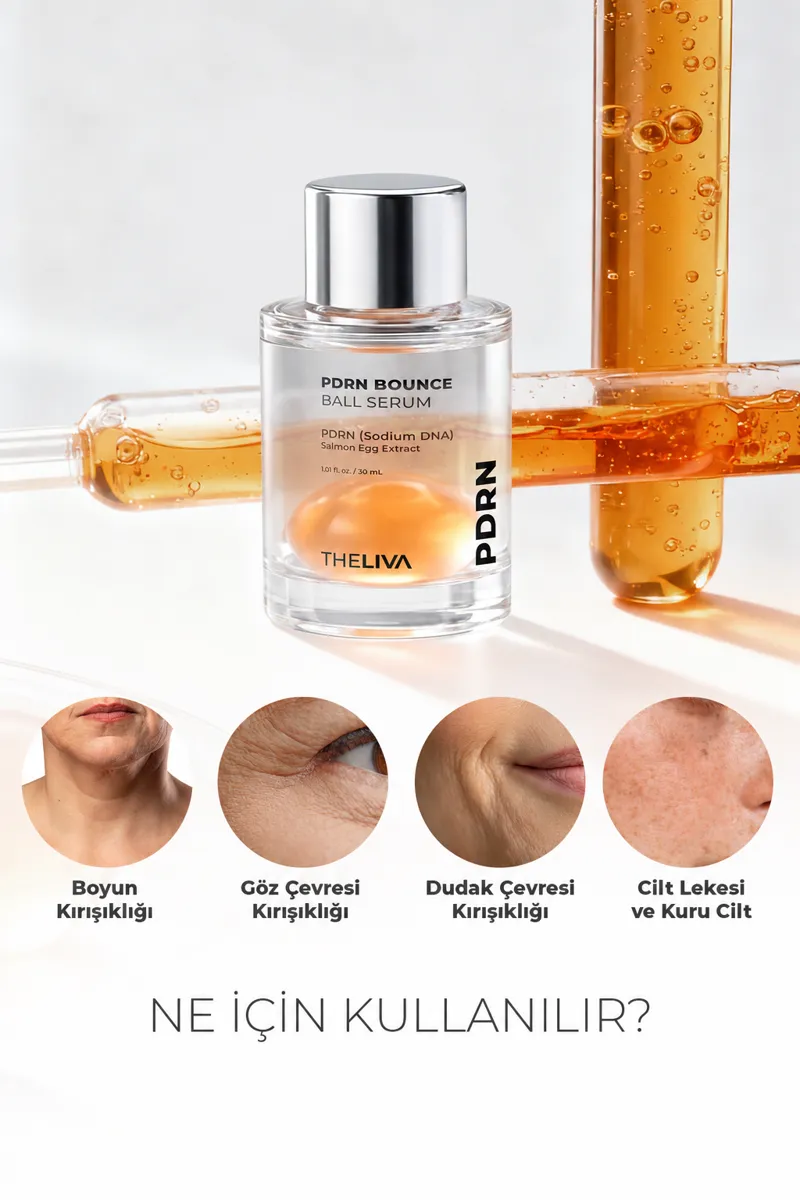 PDRN BOUNCE
BALL SERUM
PDRN (Sodium DNA)
Salmon Egg Extract
1.01 fl. oz. / 30 mL
THELIVA
PDRN
Boyun
Kırışıklığı
Göz Çevresi
Kırışıklığı
Dudak Çevresi
Kırışıklığı
Cilt Lekesi
ve Kuru Cilt
NE İÇİN KULLANILIR?